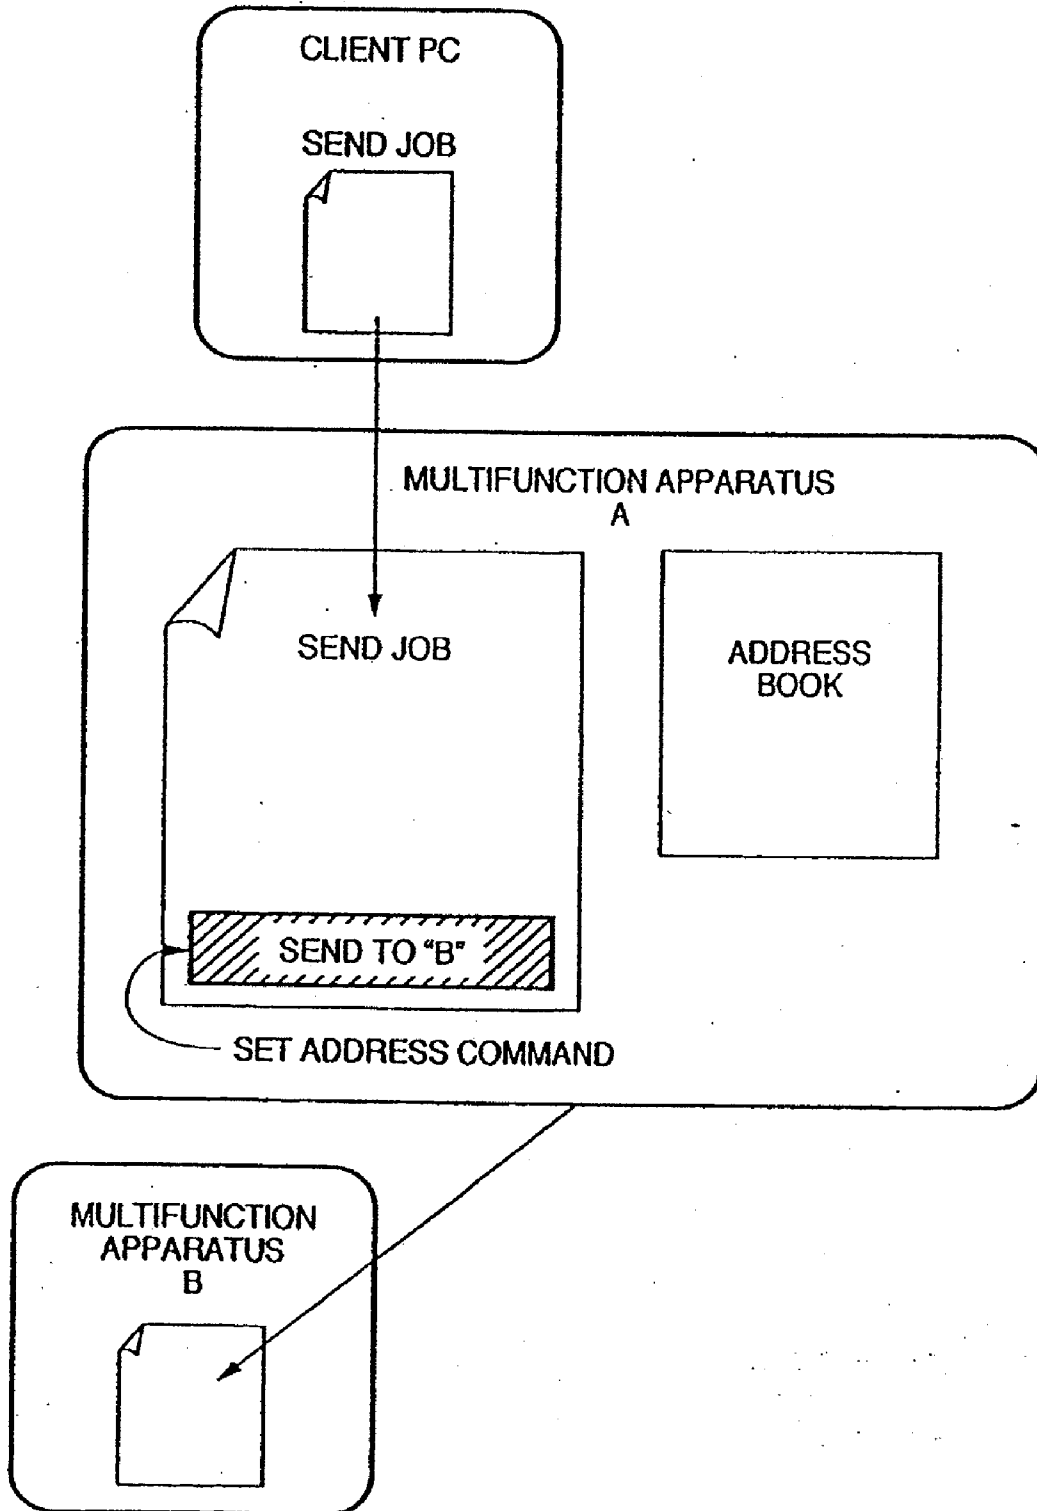 CLIENT PC
SEND JOB
MULTIFUNCTION APPARATUS
A
SEND JOB
ADDRESS
BOOK
SEND TO "B"
SET ADDRESS COMMAND
MULTIFUNCTION
APPARATUS
B